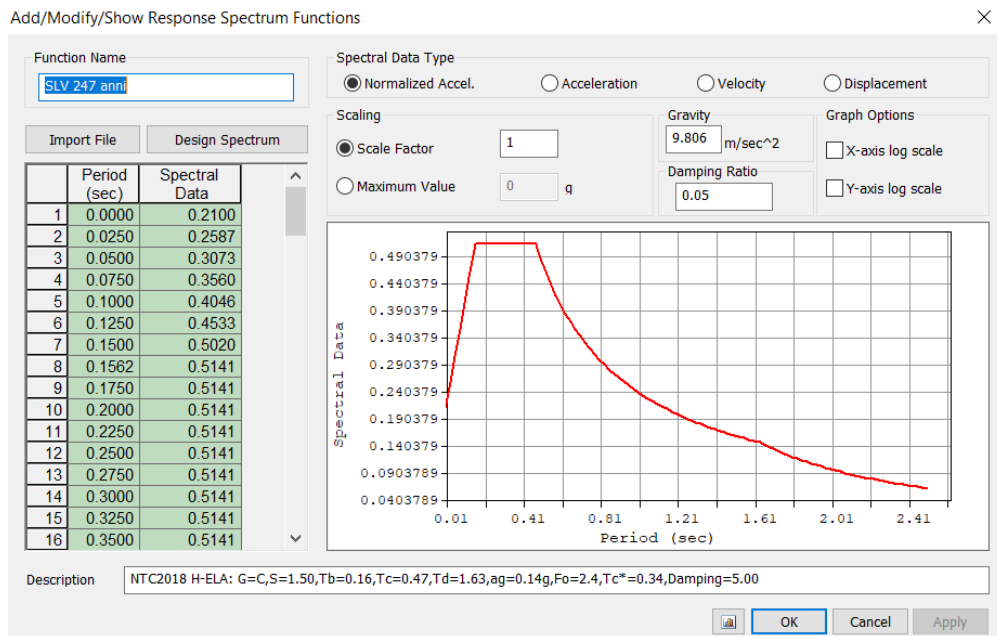 Add/Modify/Show Response Spectrum Functions
Function Name
SLV 247 anni
Import File
Design Spectrum
Period (sec) Spectral Data
1 0.0000 0.2100
2 0.0250 0.2587
3 0.0500 0.3073
4 0.0750 0.3560
5 0.1000 0.4046
6 0.1250 0.4533
7 0.1500 0.5020
8 0.1562 0.5141
9 0.1750 0.5141
10 0.2000 0.5141
11 0.2250 0.5141
12 0.2500 0.5141
13 0.2750 0.5141
14 0.3000 0.5141
15 0.3250 0.5141
16 0.3500 0.5141
Spectral Data Type
Normalized Accel. Acceleration Velocity Displacement
Scaling
Scale Factor 1
Maximum Value 0 g
Gravity
9.806 m/sec^2
Damping Ratio
0.05
Graph Options
X-axis log scale
Y-axis log scale
Spectral Data
0.490379
0.440379
0.390379
0.340379
0.290379
0.240379
0.190379
0.140379
0.0903789
0.0403789
0.01 0.41 0.81 1.21 1.61 2.01 2.41
Period (sec)
Description NTC2018 H-ELA: G=C,S=1.50,Tb=0.16,Tc=0.47,Td=1.63,ag=0.14g,Fo=2.4,Tc*=0.34,Damping=5.00
OK Cancel Apply